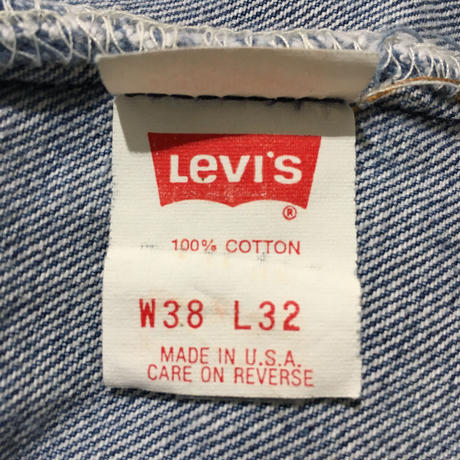 Levi's
®
100% COTTON
W38 L32
MADE IN U.S.A.
CARE ON REVERSE